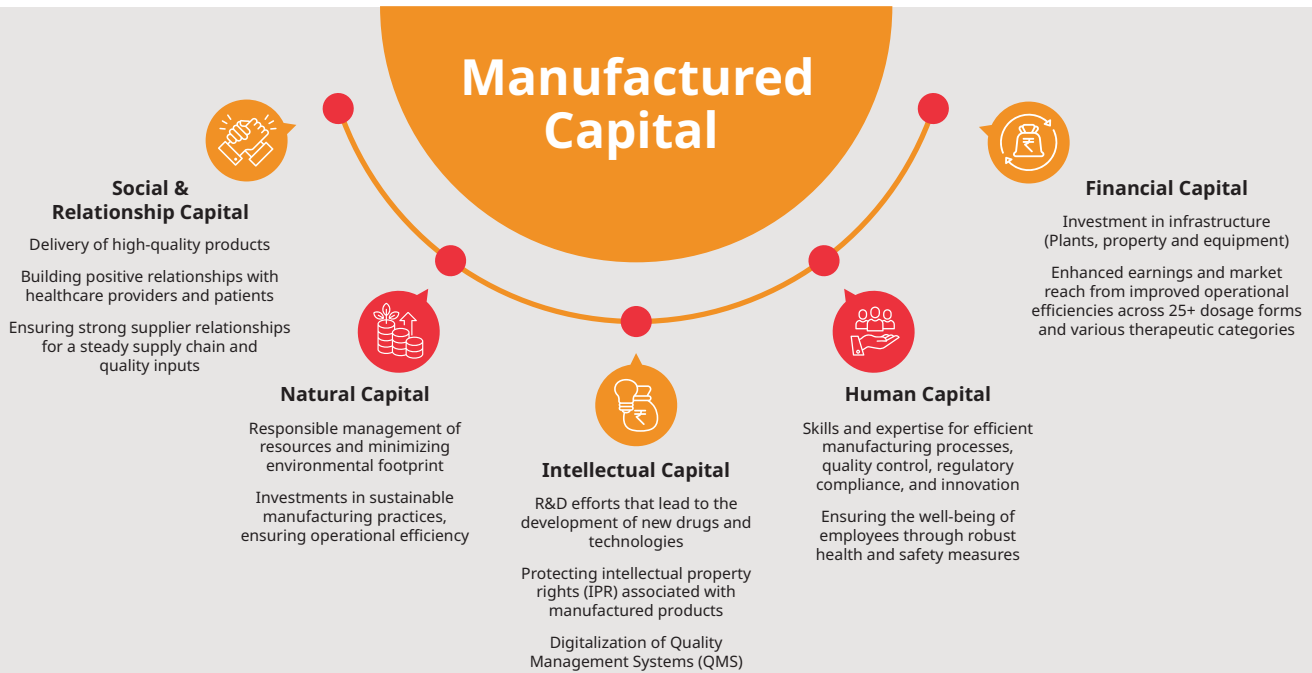 Manufactured
Capital
Social &
Relationship Capital
Delivery of high-quality products
Building positive relationships with
healthcare providers and patients
Ensuring strong supplier relationships
for a steady supply chain and
quality inputs
Natural Capital
Responsible management of
resources and minimizing
environmental footprint
Investments in sustainable
manufacturing practices,
ensuring operational efficiency
₹
Intellectual Capital
R&D efforts that lead to the
development of new drugs and
technologies
Protecting intellectual property
rights (IPR) associated with
manufactured products
Digitalization of Quality
Management Systems (QMS)
Human Capital
Skills and expertise for efficient
manufacturing processes,
quality control, regulatory
compliance, and innovation
Ensuring the well-being of
employees through robust
health and safety measures
₹
Financial Capital
Investment in infrastructure
(Plants, property and equipment)
Enhanced earnings and market
reach from improved operational
efficiencies across 25+ dosage forms
and various therapeutic categories